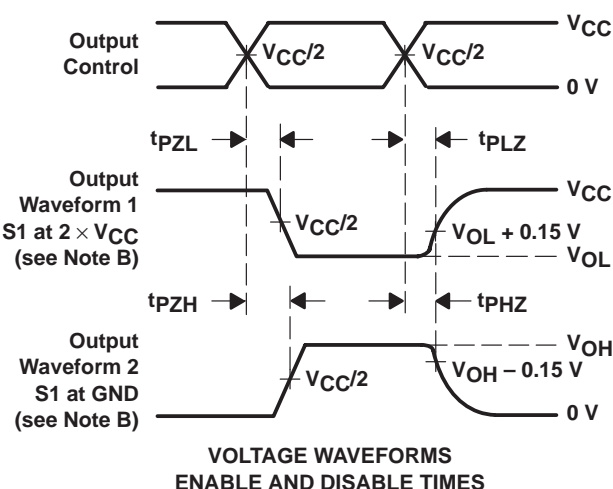 VCC
Output
Control
VCC/2
VCC/2
0 V
tPZL
tPLZ
Output
Waveform 1
S1 at 2 × VCC
(see Note B)
VCC
VCC/2
VOL + 0.15 V
VOL
tPZH
tPHZ
Output
Waveform 2
S1 at GND
(see Note B)
VOH
VOH – 0.15 V
VCC/2
0 V
VOLTAGE WAVEFORMS
ENABLE AND DISABLE TIMES